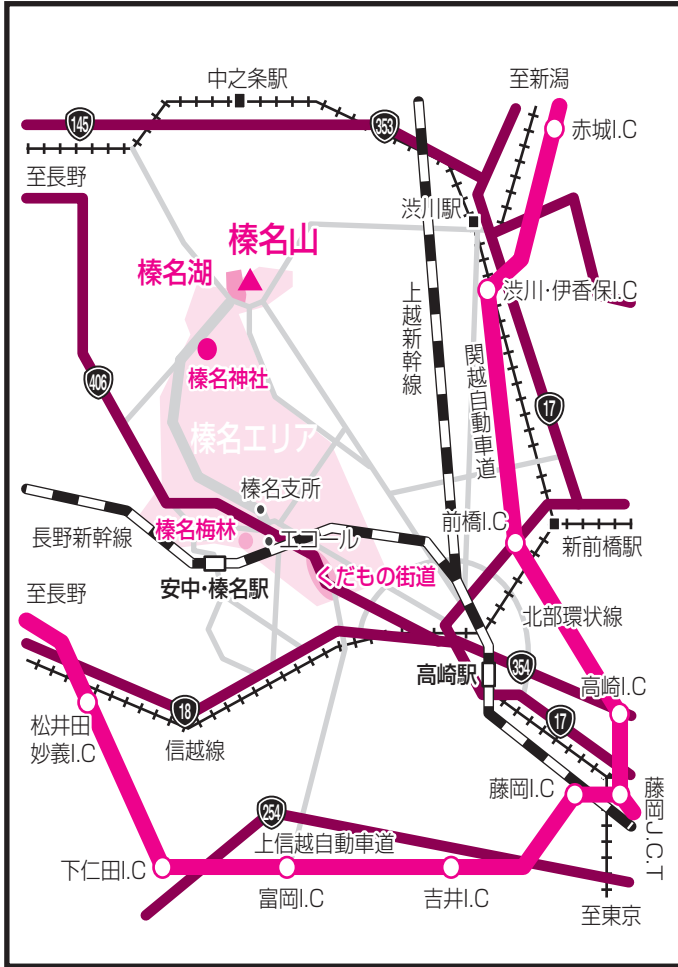 中之条駅
至新潟
145
353
赤城I.C
至長野
渋川駅
榛名山
榛名湖
渋川・伊香保I.C
上越新幹線
関越自動車道
榛名神社
406
17
榛名エリア
榛名支所
前橋I.C
長野新幹線
榛名梅林
エコール
新前橋駅
安中・榛名駅
くだもの街道
至長野
北部環状線
高崎駅
354
高崎I.C
18
17
松井田
妙義I.C
信越線
藤岡I.C
藤岡J.C.T
254
上信越自動車道
下仁田I.C
富岡I.C
吉井I.C
至東京